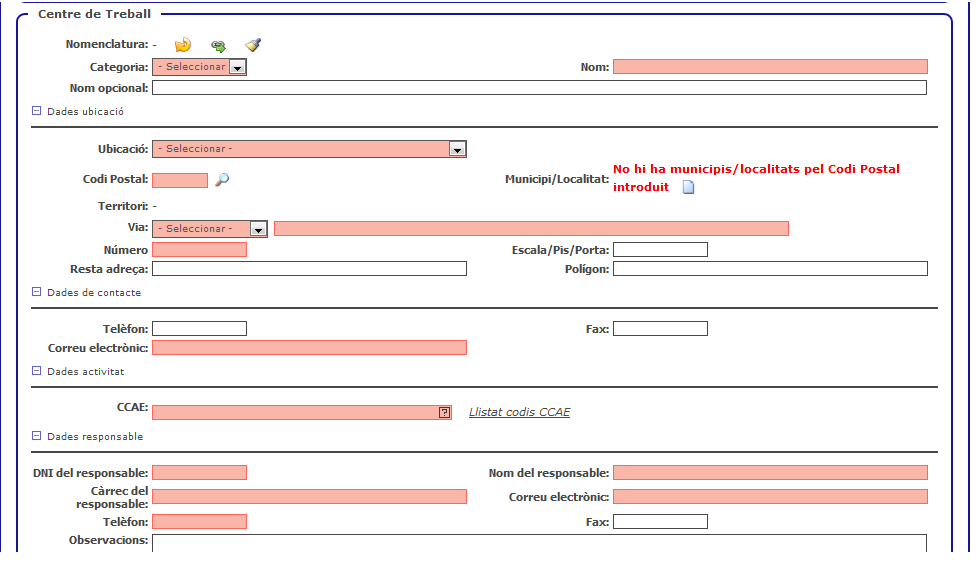 Centre de Treball
Nomenclatura: -
Categoria: - Seleccionar Nom:
Nom opcional:
Dades ubicació
Ubicació: - Seleccionar -
Codi Postal: Municipi/Localitat: No hi ha municipis/localitats pel Codi Postal
introduit
Territori: -
Via: - Seleccionar -
Número Escala/Pis/Porta:
Resta adreça: Polígon:
Dades de contacte
Telèfon: Fax:
Correu electrònic:
Dades activitat
CCAE: ? Llistat codis CCAE
Dades responsable
DNI del responsable: Nom del responsable:
Càrrec del
responsable: Correu electrònic:
Telèfon: Fax:
Observacions: